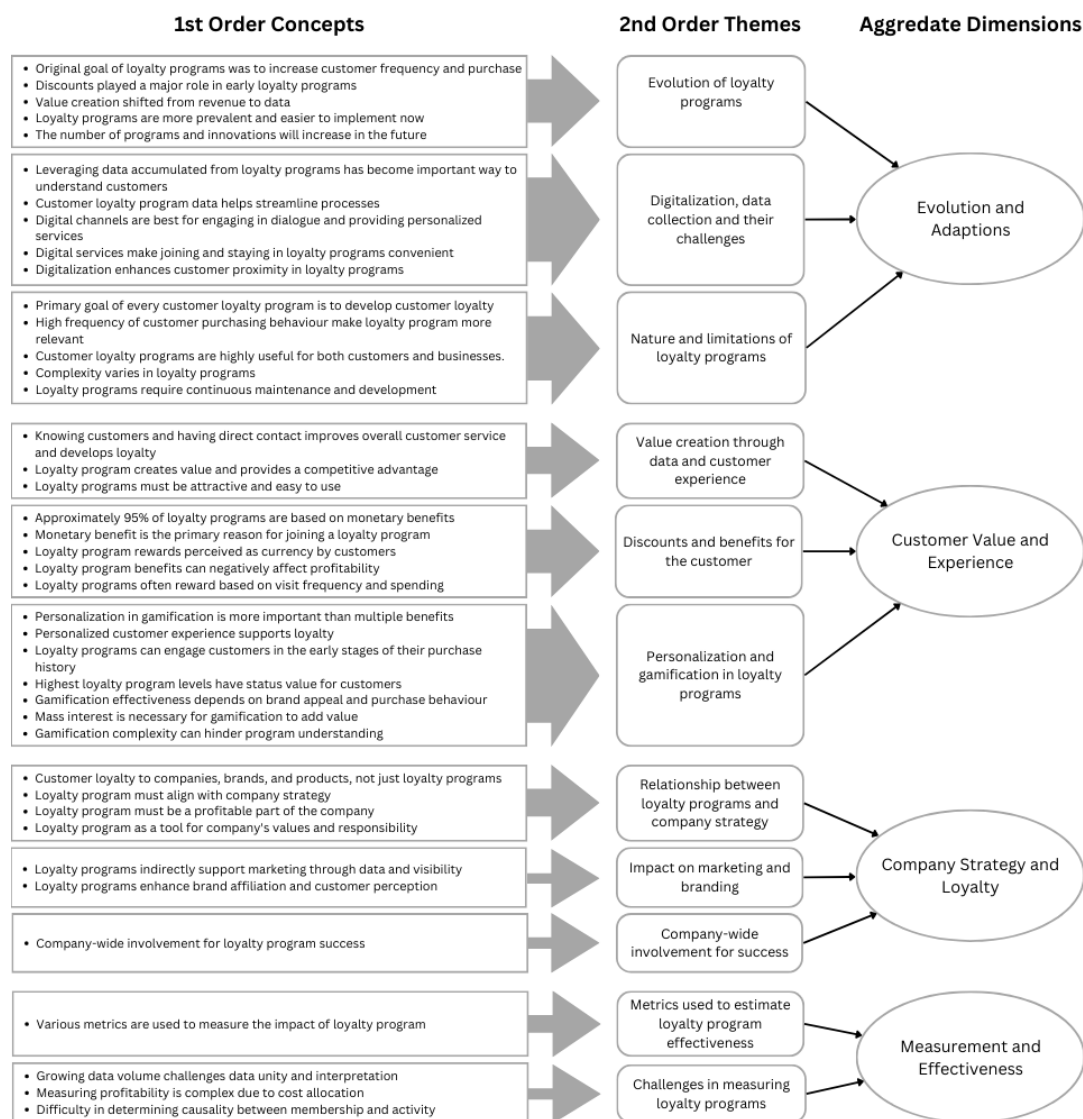 1st Order Concepts
2nd Order Themes
Aggredate Dimensions
• Original goal of loyalty programs was to increase customer frequency and purchase
• Discounts played a major role in early loyalty programs
• Value creation shifted from revenue to data
• Loyalty programs are more prevalent and easier to implement now
• The number of programs and innovations will increase in the future
Evolution of loyalty
programs
• Leveraging data accumulated from loyalty programs has become important way to
understand customers
• Customer loyalty program data helps streamline processes
• Digital channels are best for engaging in dialogue and providing personalized
services
• Digital services make joining and staying in loyalty programs convenient
• Digitalization enhances customer proximity in loyalty programs
Digitalization, data
collection and their
challenges
• Primary goal of every customer loyalty program is to develop customer loyalty
• High frequency of customer purchasing behaviour make loyalty program more
relevant
• Customer loyalty programs are highly useful for both customers and businesses.
• Complexity varies in loyalty programs
• Loyalty programs require continuous maintenance and development
Nature and limitations of
loyalty programs
Evolution and
Adaptions
• Knowing customers and having direct contact improves overall customer service
and develops loyalty
• Loyalty program creates value and provides a competitive advantage
• Loyalty programs must be attractive and easy to use
Value creation through
data and customer
experience
• Approximately 95% of loyalty programs are based on monetary benefits
• Monetary benefit is the primary reason for joining a loyalty program
• Loyalty program rewards perceived as currency by customers
• Loyalty program benefits can negatively affect profitability
• Loyalty programs often reward based on visit frequency and spending
Discounts and benefits for
the customer
• Personalization in gamification is more important than multiple benefits
• Personalized customer experience supports loyalty
• Loyalty programs can engage customers in the early stages of their purchase
history
• Highest loyalty program levels have status value for customers
• Gamification effectiveness depends on brand appeal and purchase behaviour
• Mass interest is necessary for gamification to add value
• Gamification complexity can hinder program understanding
Personalization and
gamification in loyalty
programs
Customer Value and
Experience
• Customer loyalty to companies, brands, and products, not just loyalty programs
• Loyalty program must align with company strategy
• Loyalty program must be a profitable part of the company
• Loyalty program as a tool for company's values and responsibility
Relationship between
loyalty programs and
company strategy
• Loyalty programs indirectly support marketing through data and visibility
• Loyalty programs enhance brand affiliation and customer perception
Impact on marketing and
branding
• Company-wide involvement for loyalty program success
Company-wide
involvement for success
Company Strategy and
Loyalty
• Various metrics are used to measure the impact of loyalty program
Metrics used to estimate
loyalty program
effectiveness
• Growing data volume challenges data unity and interpretation
• Measuring profitability is complex due to cost allocation
• Difficulty in determining causality between membership and activity
Challenges in measuring
loyalty programs
Measurement and
Effectiveness